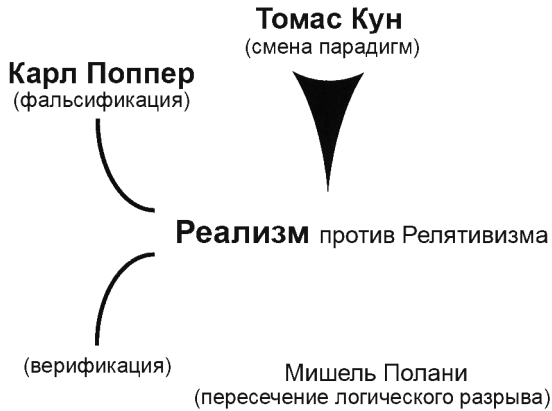 Томас Кун
(смена парадигм)
Карл Поппер
(фальсификация)
Реализм против Релятивизма
(верификация)
Мишель Полани
(пересечение логического разрыва)